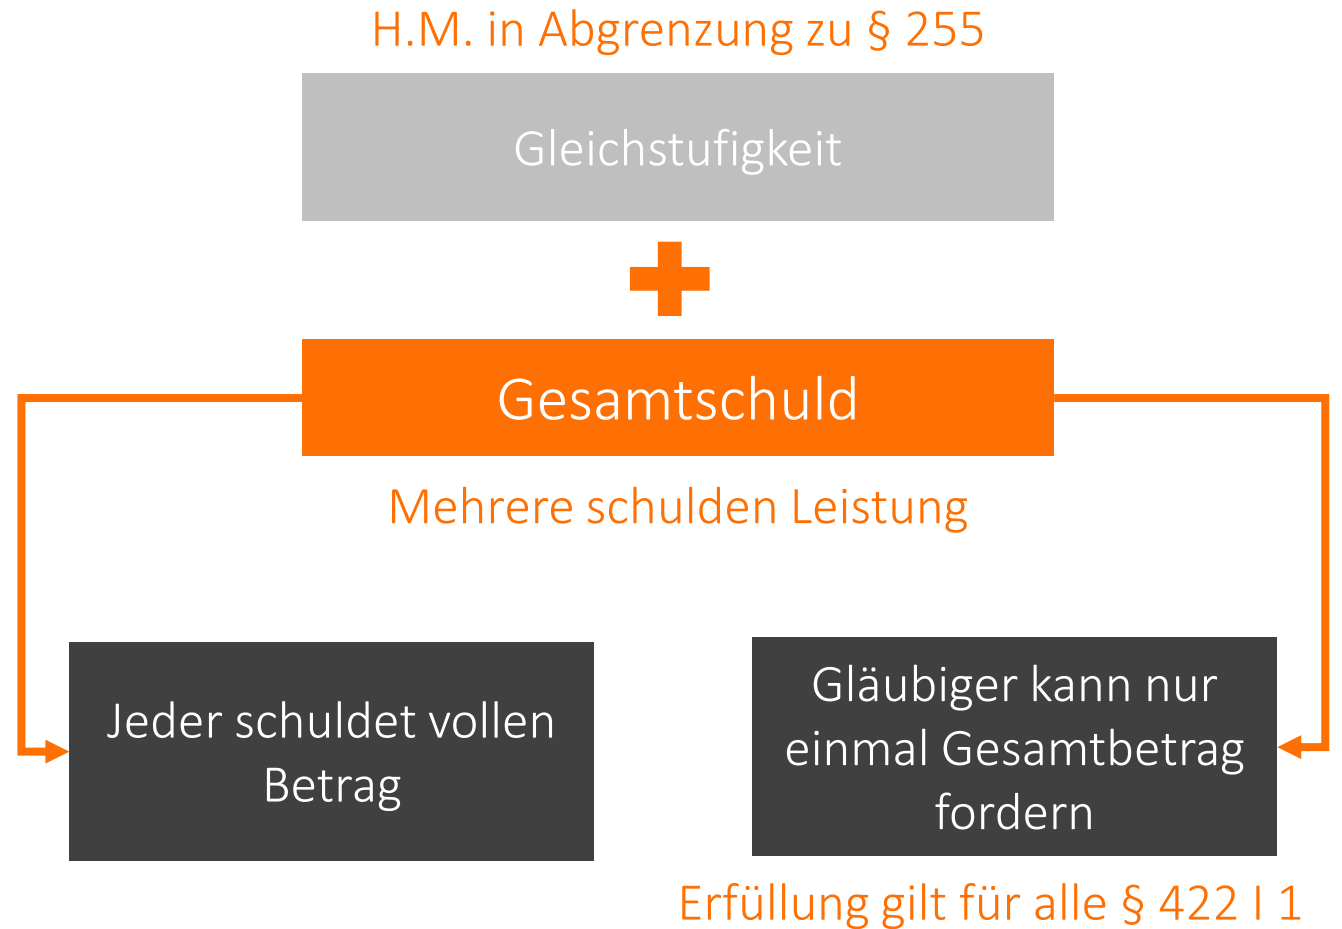 H.M. in Abgrenzung zu § 255
Gleichstufigkeit
Gesamtschuld
Mehrere schulden Leistung
Jeder schuldet vollen
Betrag
Gläubiger kann nur
einmal Gesamtbetrag
fordern
Erfüllung gilt für alle § 422 I 1